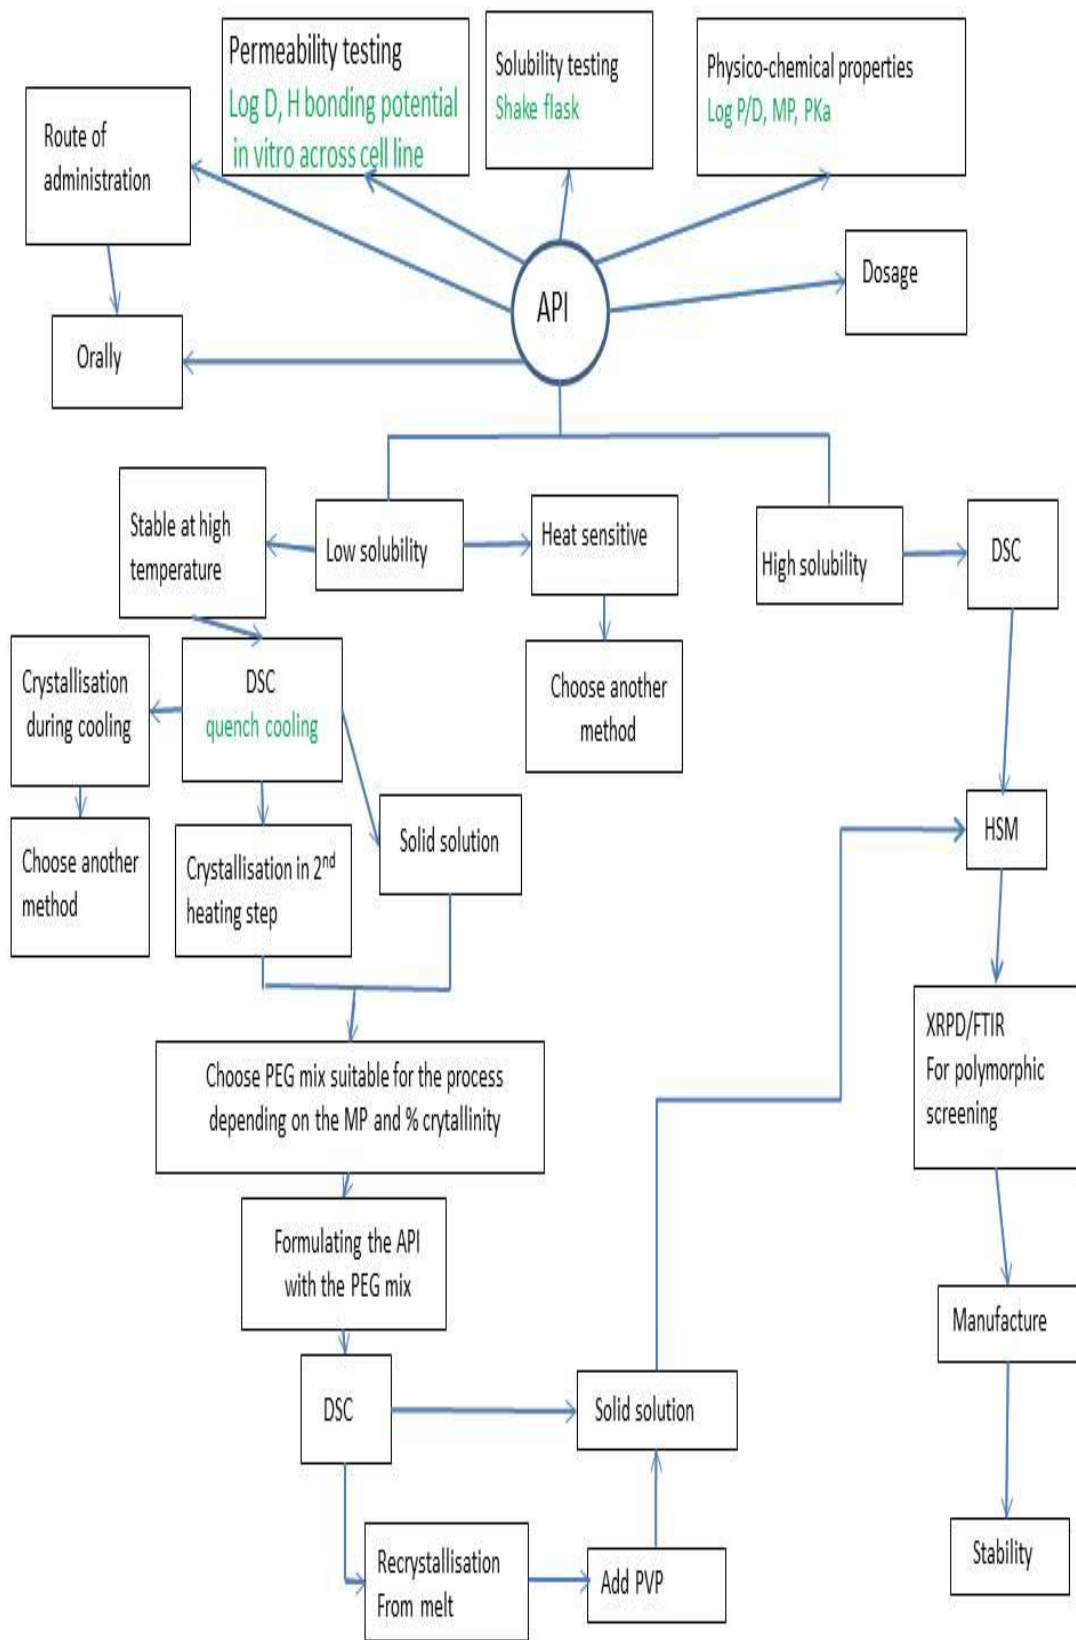 Permeability testing
Log D, H bonding potential
in vitro across cell line
Solubility testing
Shake flask
Physico-chemical properties
Log P/D, MP, PKa
Route of
administration
API
Dosage
Orally
Stable at high
temperature
Low solubility
Heat sensitive
High solubility
DSC
Crystallisation
during cooling
DSC
quench cooling
Choose another
method
Choose another
method
Crystallisation in 2nd
heating step
Solid solution
HSM
XRPD/FTIR
For polymorphic
screening
Choose PEG mix suitable for the process
depending on the MP and % crytallinity
Formulating the API
with the PEG mix
Manufacture
DSC
Solid solution
Recrystallisation
From melt
Add PVP
Stability